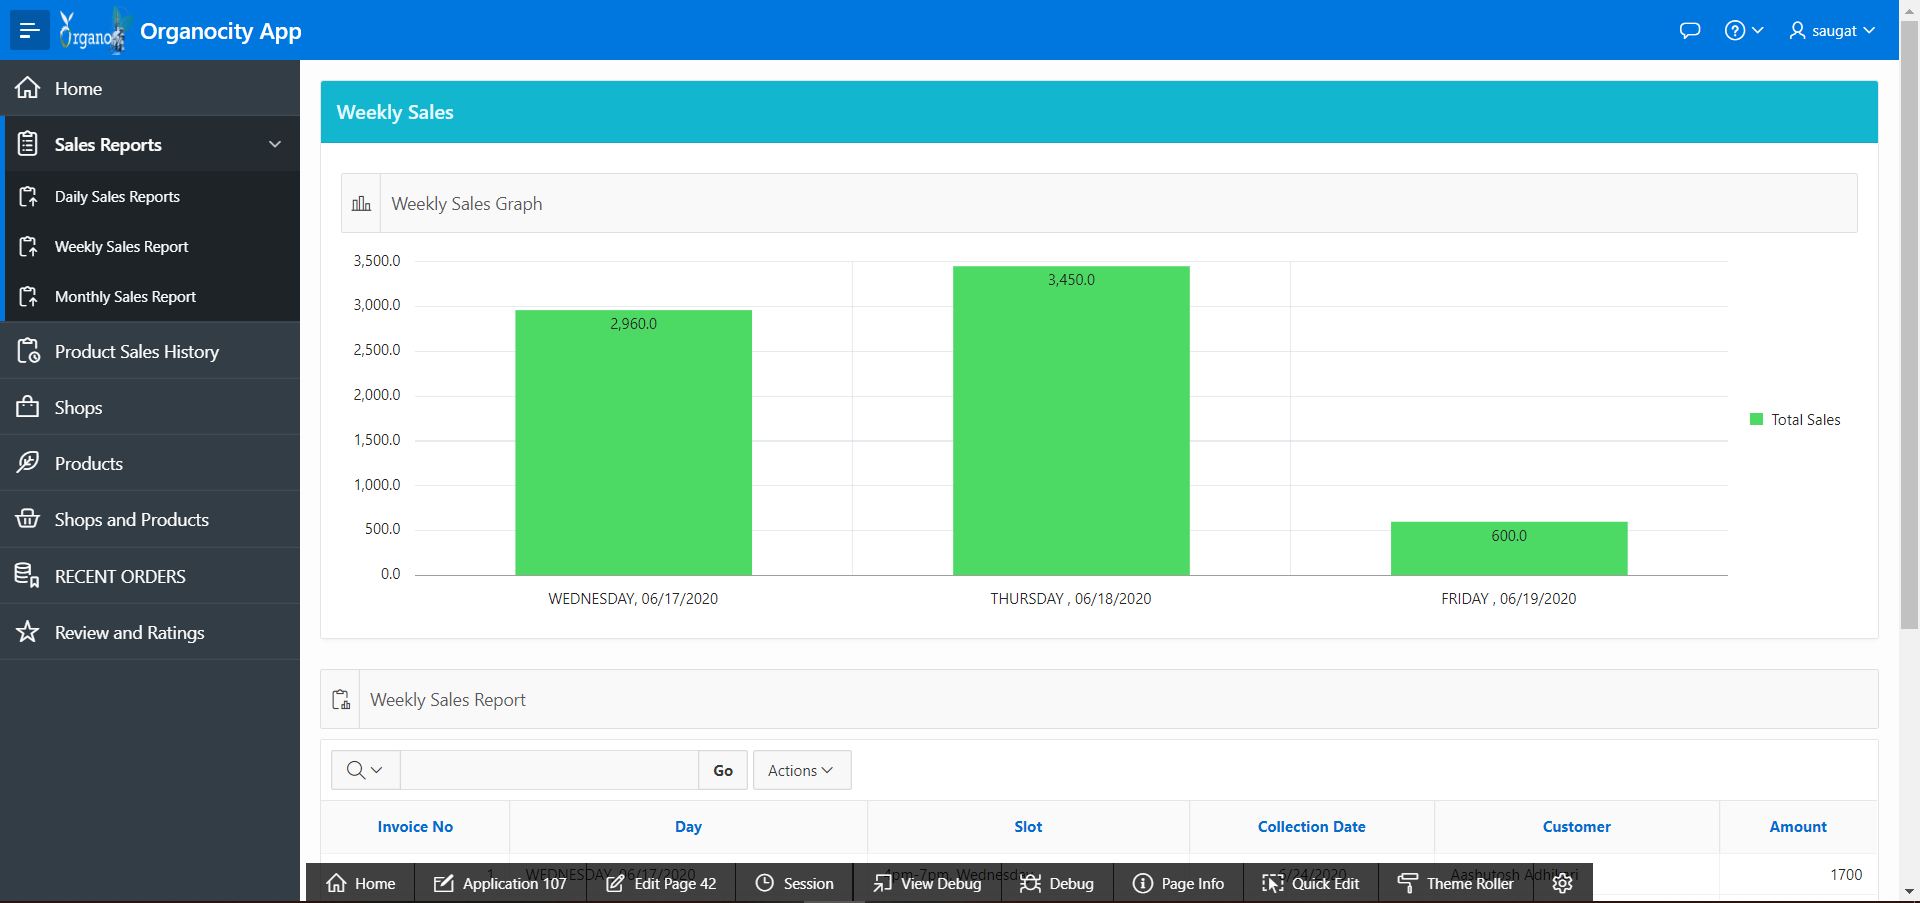 Organo
Organocity App
saugat
Home
Sales Reports
Daily Sales Reports
Weekly Sales Report
Monthly Sales Report
Product Sales History
Shops
Products
Shops and Products
RECENT ORDERS
Review and Ratings
Weekly Sales
Weekly Sales Graph
3,500.0
3,000.0
2,500.0
2,000.0
1,500.0
1,000.0
500.0
0.0
2,960.0
3,450.0
600.0
WEDNESDAY, 06/17/2020
THURSDAY , 06/18/2020
FRIDAY , 06/19/2020
Total Sales
Weekly Sales Report
Go
Actions
Invoice No Day Slot Collection Date Customer Amount
1 WEDNESDAY, 06/17/2020 4pm-7pm, Wednesday 6/24/2020 Aashutosh Adhikari 1700
Home Application 107 Edit Page 42 Session View Debug Debug Page Info Quick Edit Theme Roller